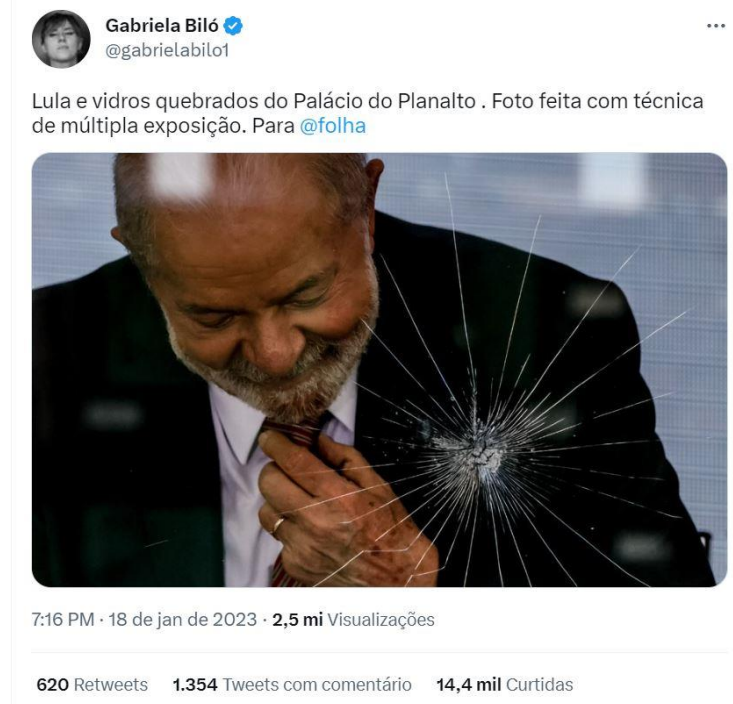 Gabriela Biló
@gabrielabilo1
Lula e vidros quebrados do Palácio do Planalto . Foto feita com técnica
de múltipla exposição. Para @folha
7:16 PM · 18 de jan de 2023 · 2,5 mi Visualizações
620 Retweets 1.354 Tweets com comentário 14,4 mil Curtidas